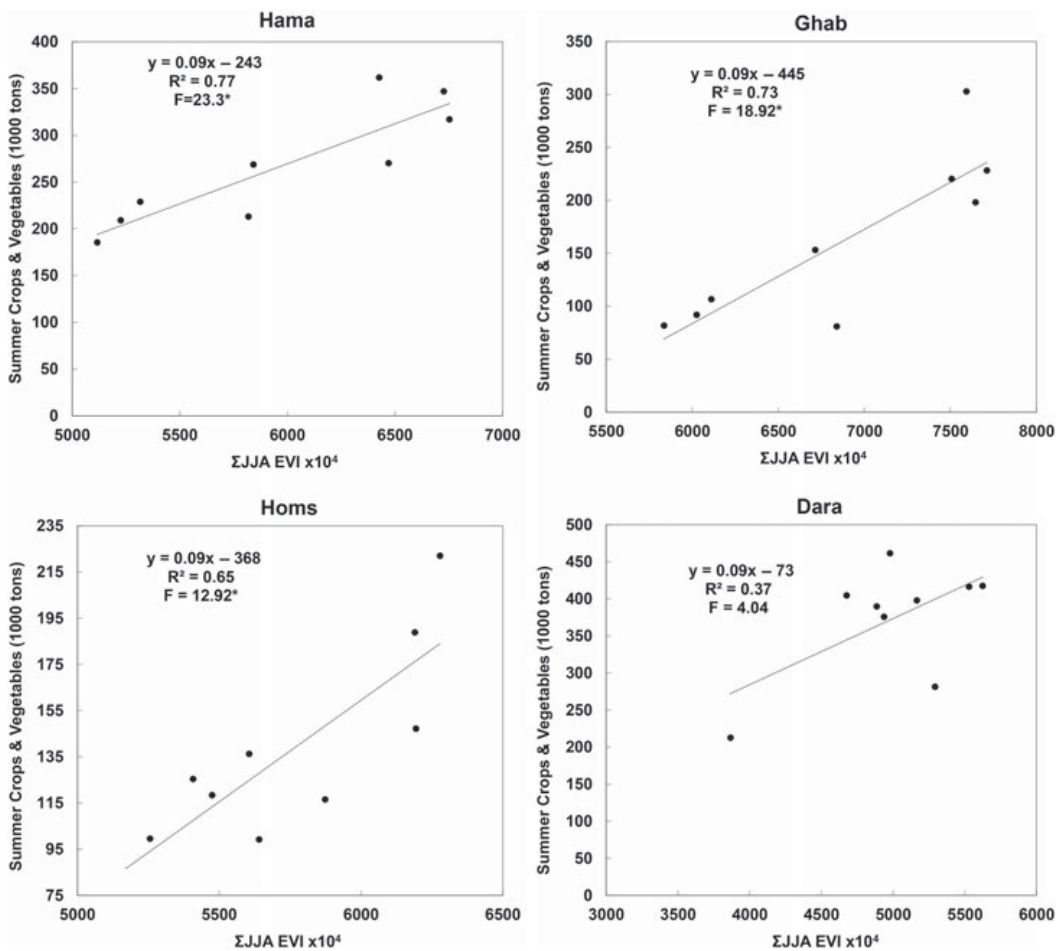 Hama
Summer Crops & Vegetables (1000 tons)
400
350
300
250
200
150
100
50
0
y = 0.09x – 243
R² = 0.77
F=23.3*
5000 5500 6000 6500 7000
ΣJJA EVI x10⁴
Ghab
Summer Crops & Vegetables (1000 tons)
350
300
250
200
150
100
50
0
y = 0.09x – 445
R² = 0.73
F = 18.92*
5500 6000 6500 7000 7500 8000
ΣJJA EVI x10⁴
Homs
Summer Crops & Vegetables (1000 tons)
235
215
195
175
155
135
115
95
75
y = 0.09x – 368
R² = 0.65
F = 12.92*
5000 5500 6000 6500
ΣJJA EVI x10⁴
Dara
Summer Crops & Vegetables (1000 tons)
500
450
400
350
300
250
200
150
100
50
0
y = 0.09x – 73
R² = 0.37
F = 4.04
3000 3500 4000 4500 5000 5500 6000
ΣJJA EVI x10⁴